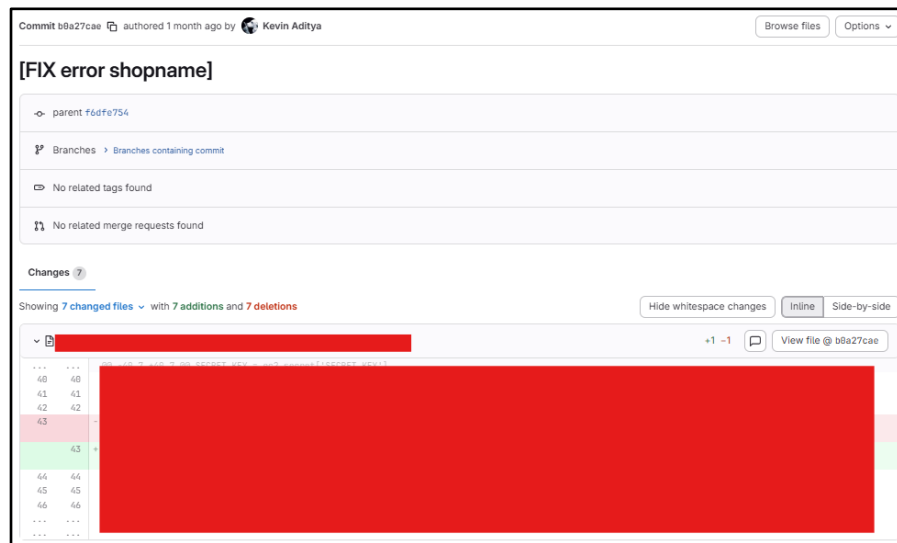 Commit b0a27cae authored 1 month ago by Kevin Aditya
Browse files Options
[FIX error shopname]
parent f6dfe754
Branches > Branches containing commit
No related tags found
No related merge requests found
Changes 7
Showing 7 changed files with 7 additions and 7 deletions
Hide whitespace changes Inline Side-by-side
+1 -1 View file @ b0a27cae
... ...
40 40
41 41
42 42
43 -
43 +
44 44
45 45
46 46
... ...
... ...